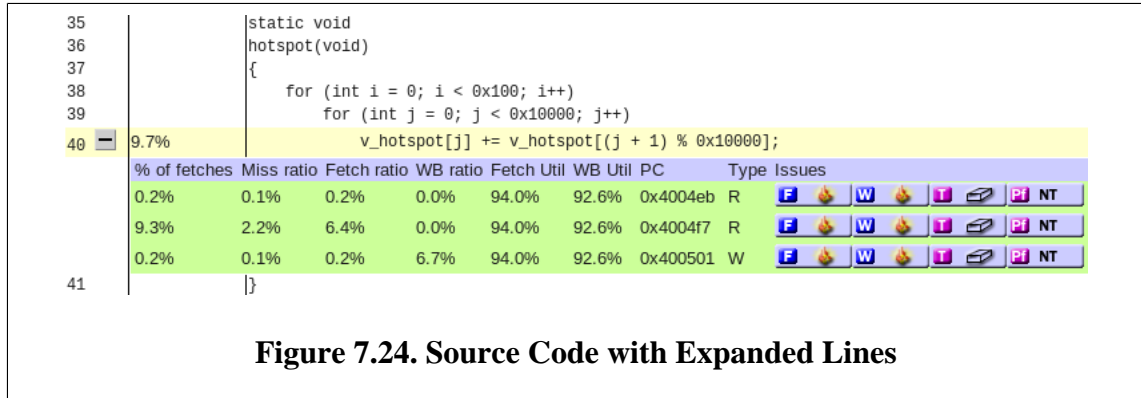 35 static void
36 hotspot(void)
37 {
38 for (int i = 0; i < 0x100; i++)
39 for (int j = 0; j < 0x10000; j++)
40 9.7% v_hotspot[j] += v_hotspot[(j + 1) % 0x10000];
% of fetches Miss ratio Fetch ratio WB ratio Fetch Util WB Util PC Type Issues
0.2% 0.1% 0.2% 0.0% 94.0% 92.6% 0x4004eb R F W T Pf NT
9.3% 2.2% 6.4% 0.0% 94.0% 92.6% 0x4004f7 R F W T Pf NT
0.2% 0.1% 0.2% 6.7% 94.0% 92.6% 0x400501 W F W T Pf NT
41 }
Figure 7.24. Source Code with Expanded Lines